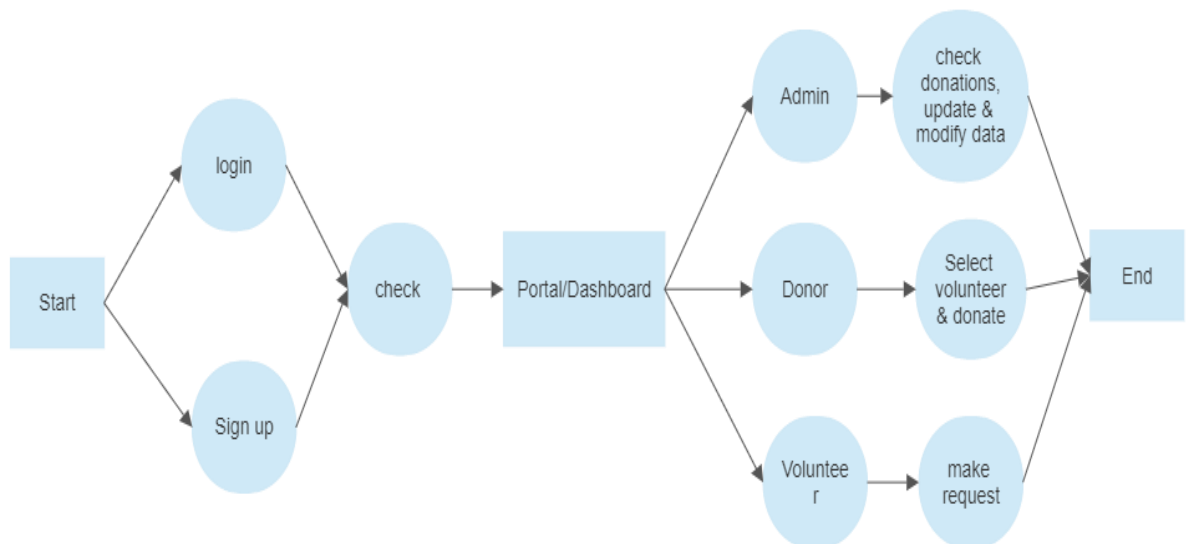 Start
login
Sign up
check
Portal/Dashboard
Admin
check
donations,
update &
modify data
Donor
Select
volunteer
& donate
Voluntee
r
make
request
End